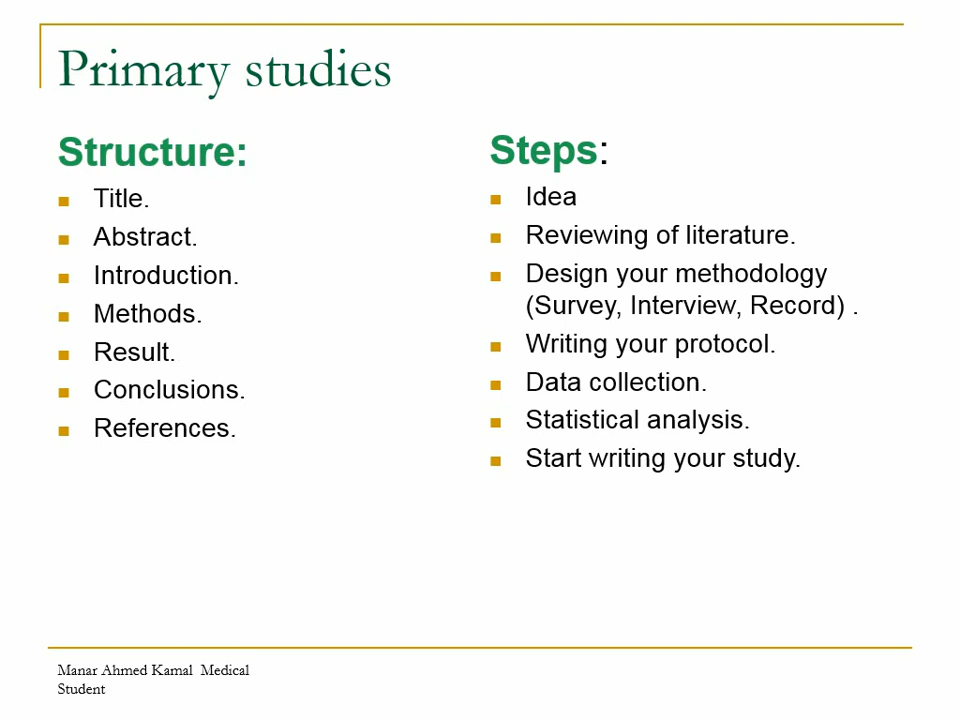 Primary studies
Structure:
Title.
Abstract.
Introduction.
Methods.
Result.
Conclusions.
References.
Steps:
Idea
Reviewing of literature.
Design your methodology
(Survey, Interview, Record) .
Writing your protocol.
Data collection.
Statistical analysis.
Start writing your study.
Manar Ahmed Kamal Medical
Student